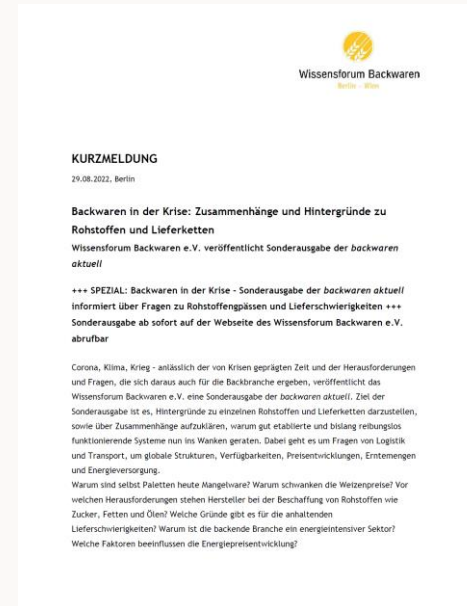 Wissensforum Backwaren
Berlin – Wien
KURZMELDUNG
29.08.2022, Berlin
Backwaren in der Krise: Zusammenhänge und Hintergründe zu
Rohstoffen und Lieferketten
Wissensforum Backwaren e.V. veröffentlicht Sonderausgabe der backwaren
aktuell
+++ SPEZIAL: Backwaren in der Krise - Sonderausgabe der backwaren aktuell
informiert über Fragen zu Rohstoffengpässen und Lieferschwierigkeiten +++
Sonderausgabe ab sofort auf der Webseite des Wissensforum Backwaren e.V.
abrufbar
Corona, Klima, Krieg - anlässlich der von Krisen geprägten Zeit und der Herausforderungen
und Fragen, die sich daraus auch für die Backbranche ergeben, veröffentlicht das
Wissensforum Backwaren e.V. eine Sonderausgabe der backwaren aktuell. Ziel der
Sonderausgabe ist es, Hintergründe zu einzelnen Rohstoffen und Lieferketten darzustellen,
sowie über Zusammenhänge aufzuklären, warum gut etablierte und bislang reibungslos
funktionierende Systeme nun ins Wanken geraten. Dabei geht es um Fragen von Logistik
und Transport, um globale Strukturen, Verfügbarkeiten, Preisentwicklungen, Erntemengen
und Energieversorgung.
Warum sind selbst Paletten heute Mangelware? Warum schwanken die Weizenpreise? Vor
welchen Herausforderungen stehen Hersteller bei der Beschaffung von Rohstoffen wie
Zucker, Fetten und Ölen? Welche Gründe gibt es für die anhaltenden
Lieferschwierigkeiten? Warum ist die backende Branche ein energieintensiver Sektor?
Welche Faktoren beeinflussen die Energiepreisentwicklung?